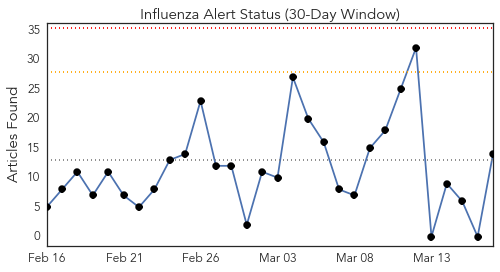 Influenza Alert Status (30-Day Window)
Articles Found
35
30
25
20
15
10
5
0
Feb 16 Feb 21 Feb 26 Mar 03 Mar 08 Mar 13